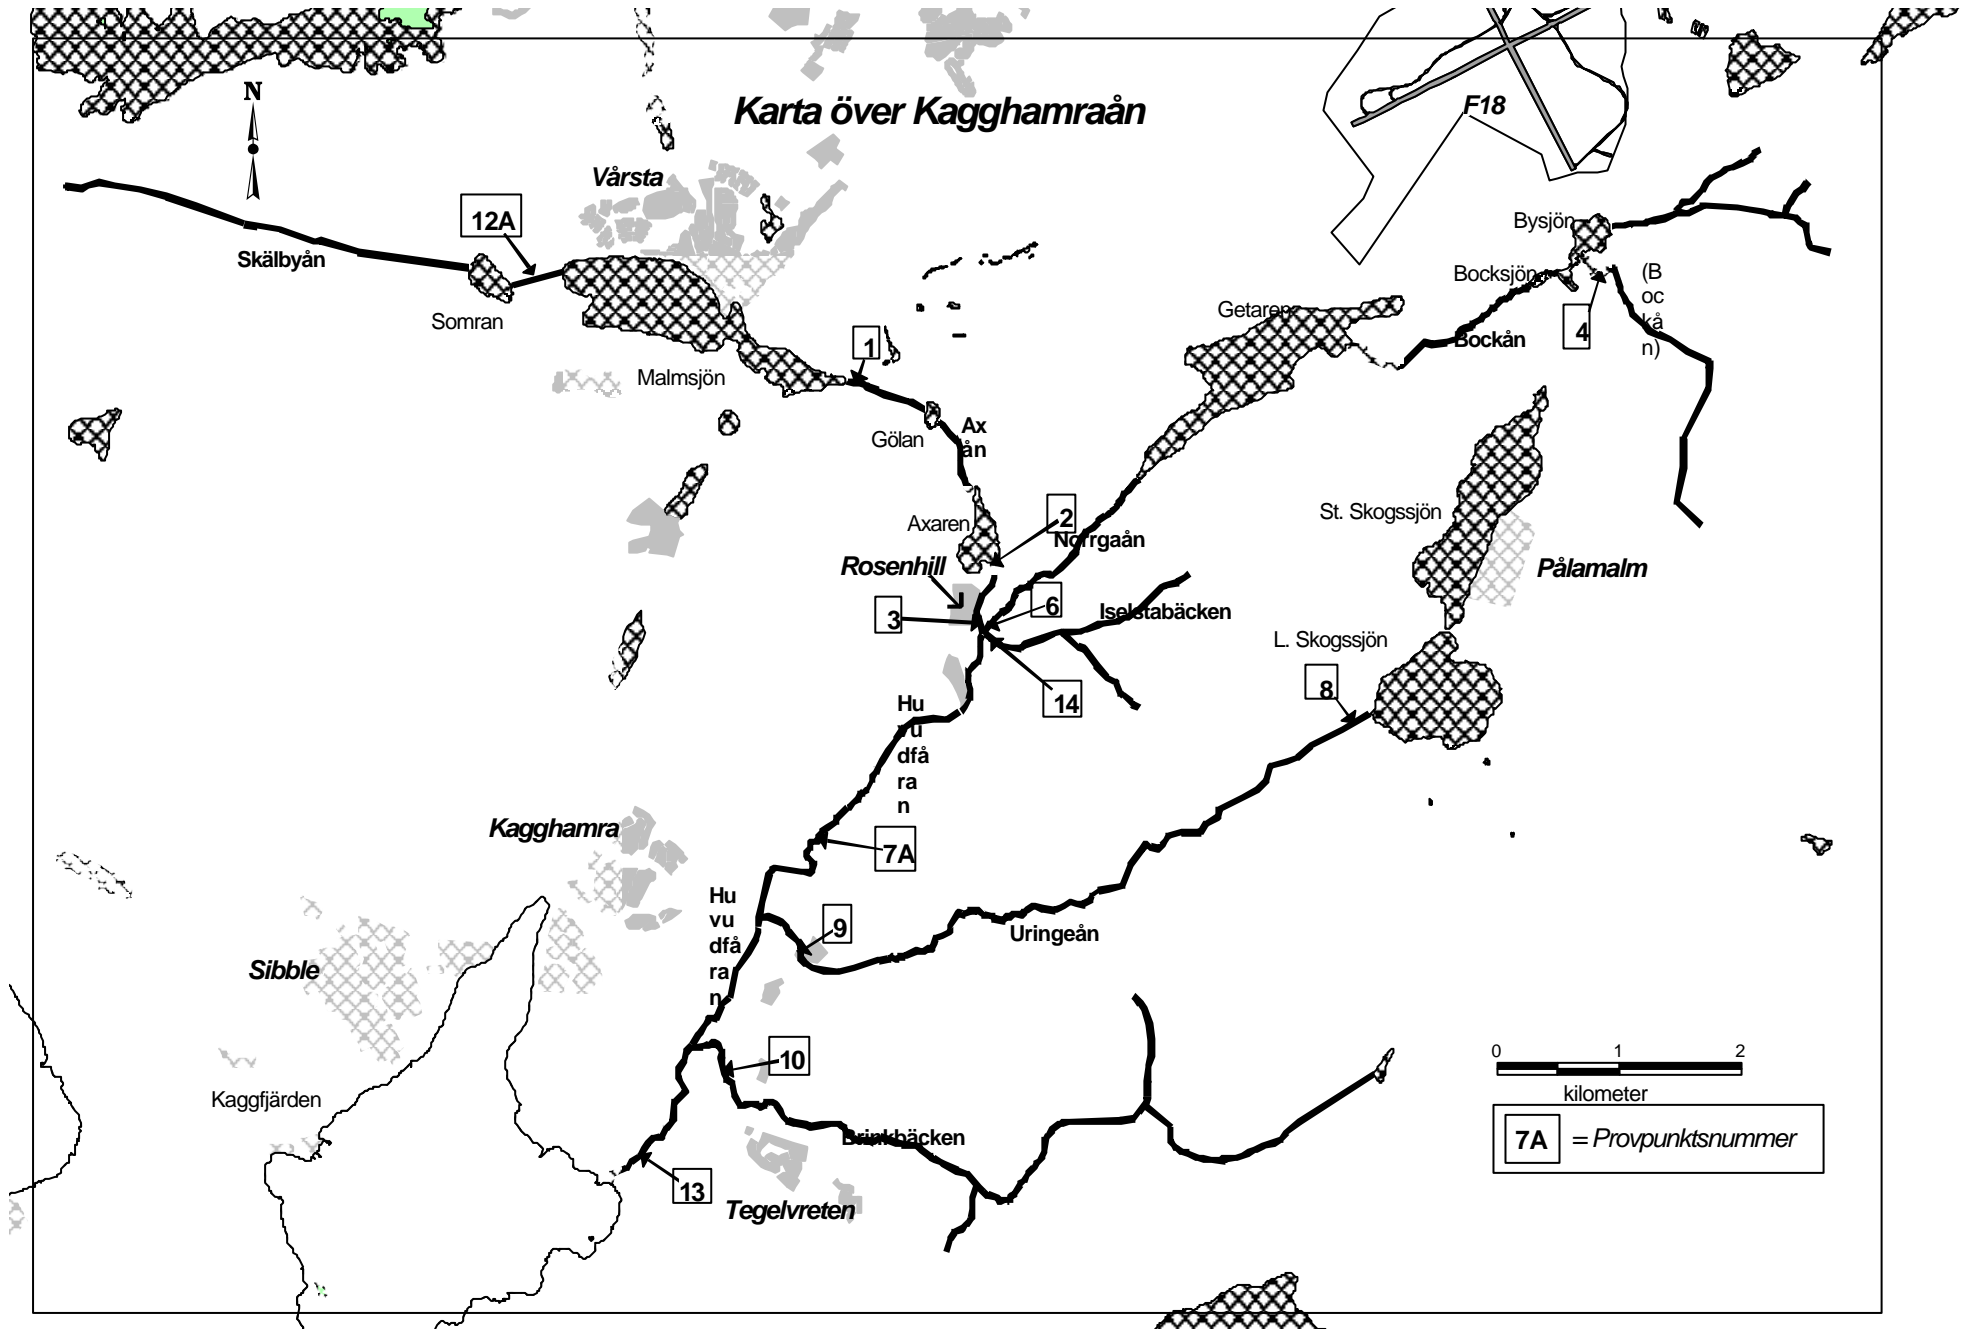 Karta över Kagghamraån
N
F18
Vårsta
12A
Bysjön
Skälbyån
Bocksjön
(B
oc
kå
n)
Somran
Getaren
4
1
Bockån
Malmsjön
Gölan
Ax
ån
Axaren
2
St. Skogssjön
Norrgaån
Rosenhill
Pålamalm
6
3
Iselstabäcken
L. Skogssjön
8
14
Hu
vu
dfå
ra
n
Kagghamra
7A
Hu
vu
dfå
ra
n
9
Uringeån
Sibble
10
0 1 2
kilometer
Kaggfjärden
Brinkbäcken
7A = Provpunktsnummer
13
Tegelvreten